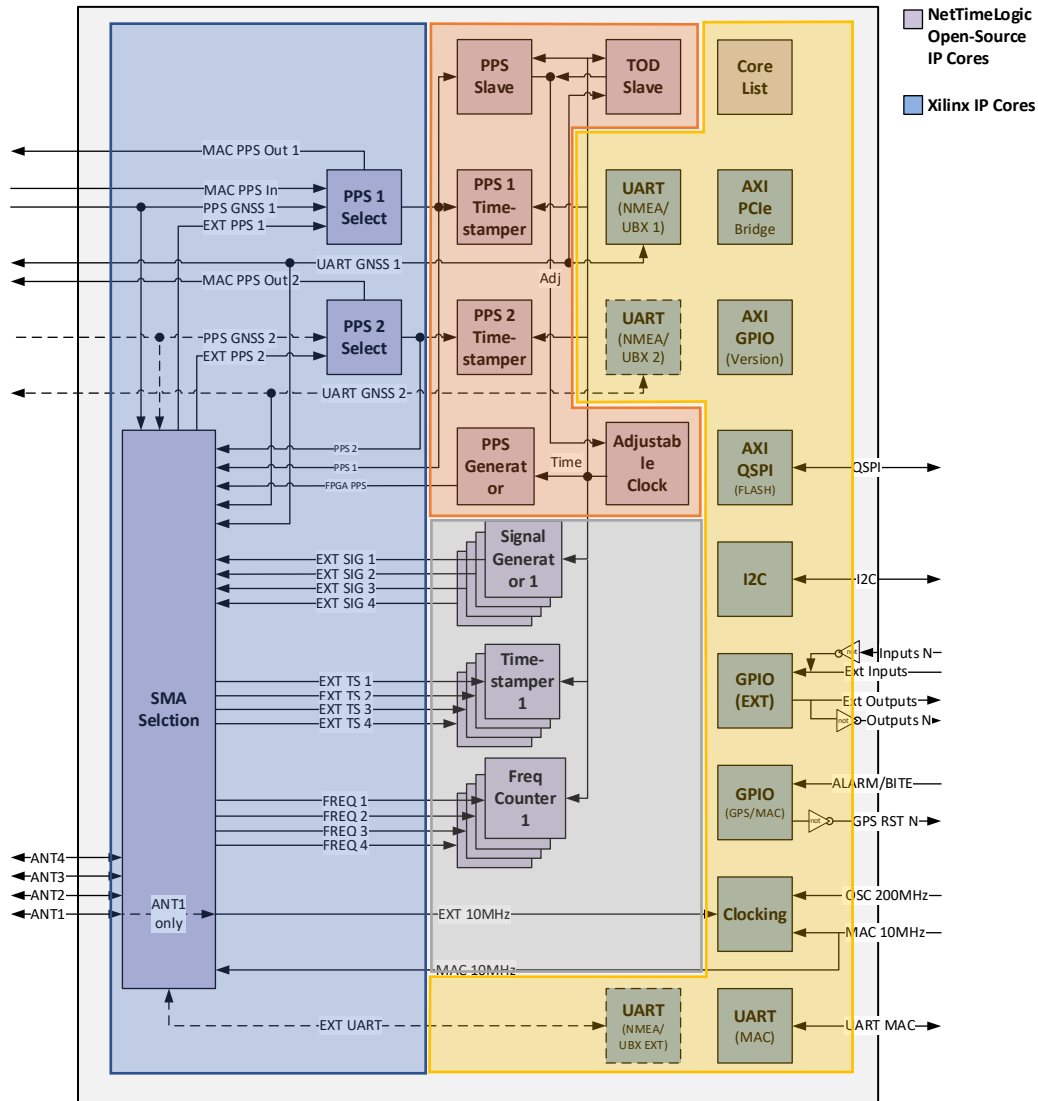 NetTimeLogic
Open-Source
IP Cores
Xilinx IP Cores
PPS
Slave
TOD
Slave
Core
List
MAC PPS Out 1
MAC PPS In
PPS GNSS 1
EXT PPS 1
PPS 1
Select
PPS 1
Time-
stamper
UART
(NMEA/
UBX 1)
AXI
PCIe
Bridge
UART GNSS 1
MAC PPS Out 2
Adj
PPS GNSS 2
EXT PPS 2
PPS 2
Select
PPS 2
Time-
stamper
UART
(NMEA/
UBX 2)
AXI
GPIO
(Version)
UART GNSS 2
PPS 2
PPS 1
FPGA PPS
PPS
Generat
or
Time
Adjustab
le
Clock
AXI
QSPI
(FLASH)
QSPI
Signal
Generat
or 1
EXT SIG 1
EXT SIG 2
EXT SIG 3
EXT SIG 4
I2C
I2C
SMA
Selction
EXT TS 1
EXT TS 2
EXT TS 3
EXT TS 4
Time-
stamper
1
GPIO
(EXT)
not
Inputs N
Ext Inputs
Ext Outputs
not
Outputs N
FREQ 1
FREQ 2
FREQ 3
FREQ 4
Freq
Counter
1
GPIO
(GPS/MAC)
ALARM/BITE
not
GPS RST N
ANT4
ANT3
ANT2
ANT1
ANT1
only
EXT 10MHz
Clocking
OSC 200MHz
MAC 10MHz
MAC 10MHz
EXT UART
UART
(NMEA/
UBX EXT)
UART
(MAC)
UART MAC